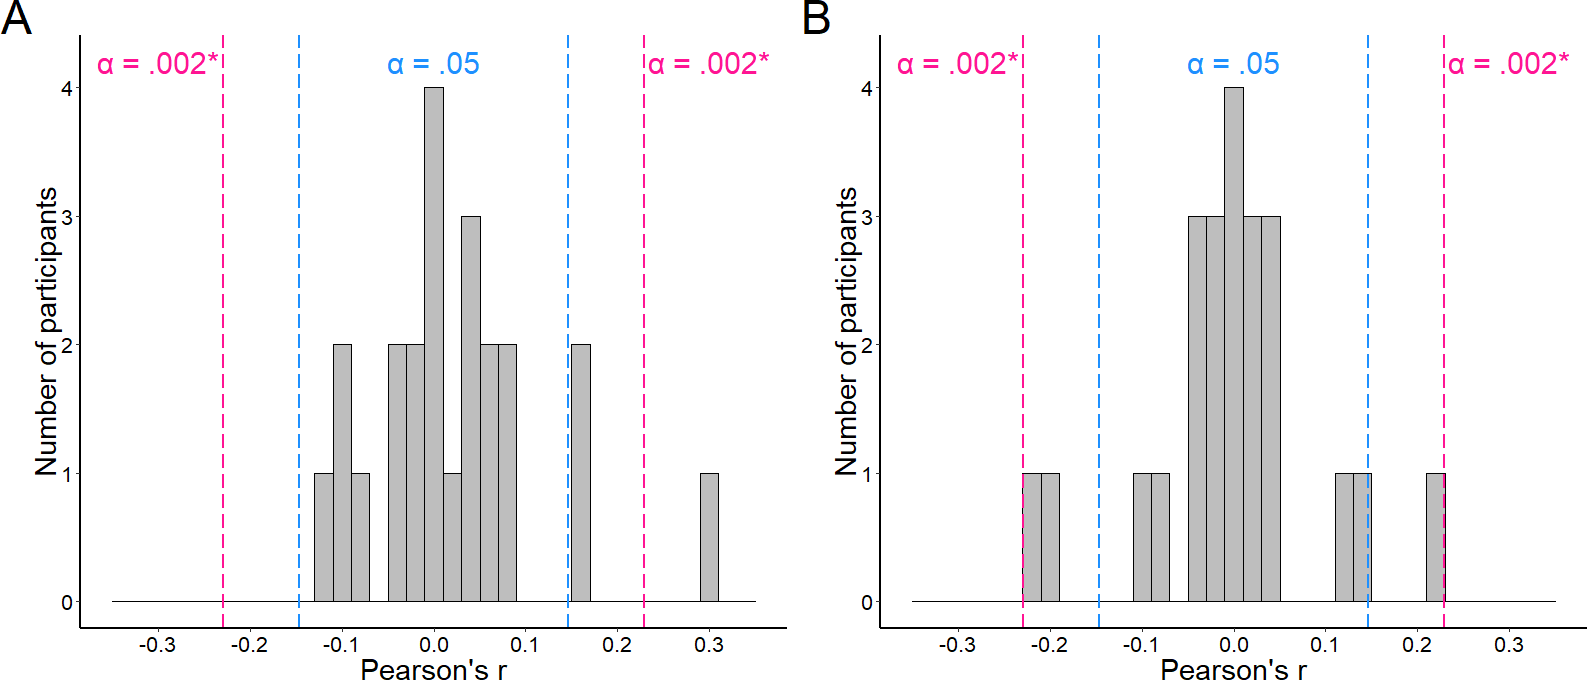 A
α = .002*
α = .05
α = .002*
Number of participants
4
3
2
1
0
-0.3 -0.2 -0.1 0.0 0.1 0.2 0.3
Pearson's r
B
α = .002*
α = .05
α = .002*
Number of participants
4
3
2
1
0
-0.3 -0.2 -0.1 0.0 0.1 0.2 0.3
Pearson's r